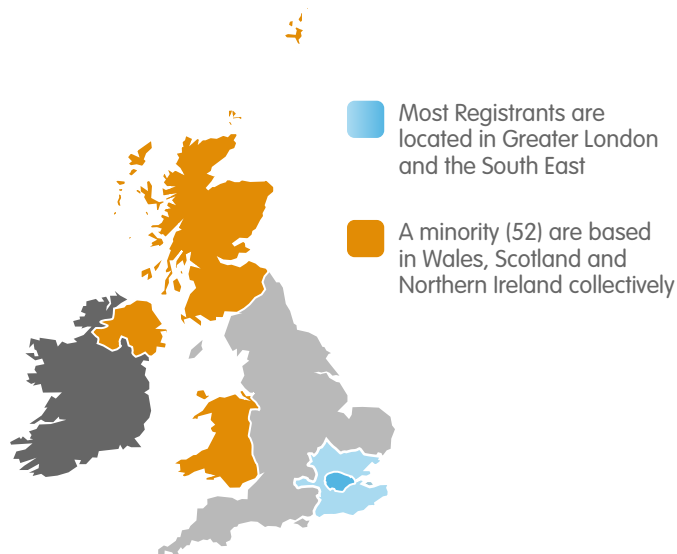 Most Registrants are
located in Greater London
and the South East
A minority (52) are based
in Wales, Scotland and
Northern Ireland collectively